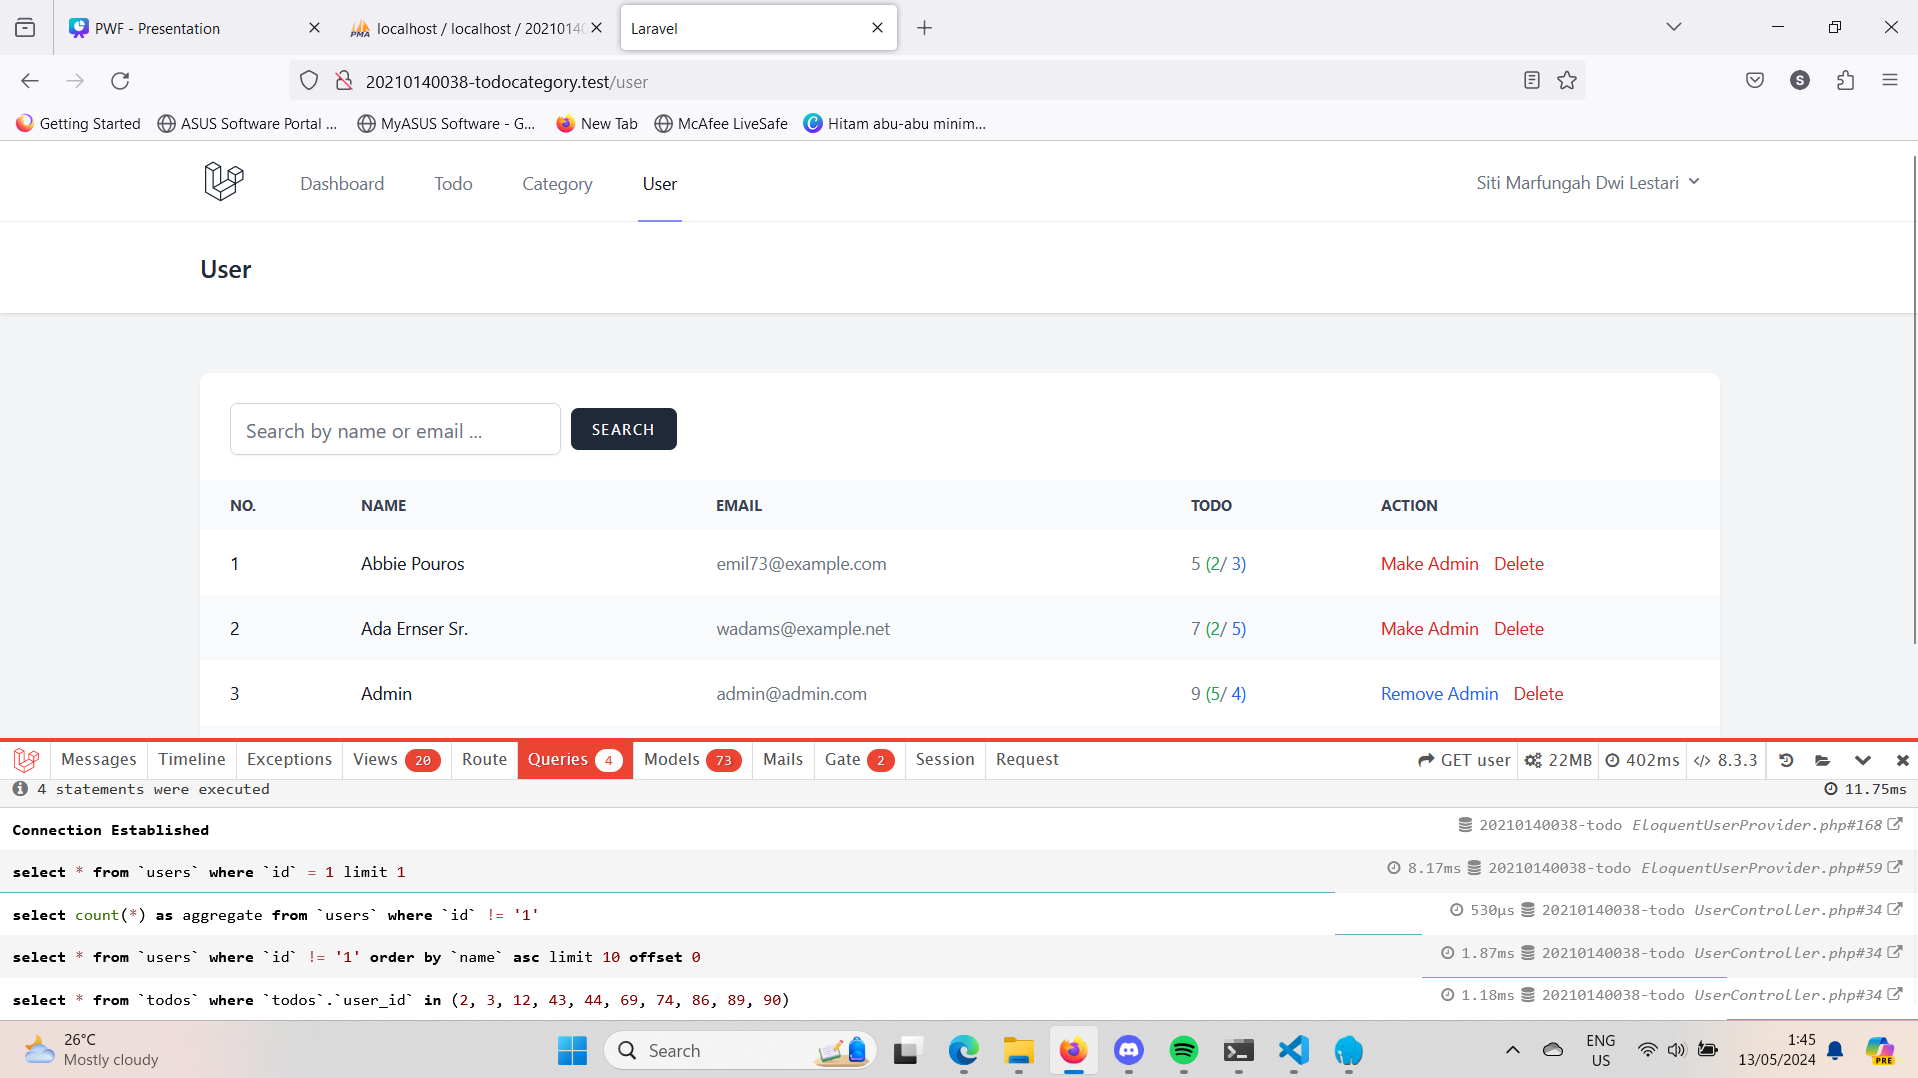 PWF - Presentation
localhost / localhost / 2021014
Laravel
20210140038-todocategory.test/user
S
Getting Started
ASUS Software Portal ...
MyASUS Software - G...
New Tab
McAfee LiveSafe
Hitam abu-abu minim...
Dashboard
Todo
Category
User
Siti Marfungah Dwi Lestari
User
Search by name or email ...
SEARCH
NO. NAME EMAIL TODO ACTION
1 Abbie Pouros emil73@example.com 5 (2/ 3) Make Admin Delete
2 Ada Ernser Sr. wadams@example.net 7 (2/ 5) Make Admin Delete
3 Admin admin@admin.com 9 (5/ 4) Remove Admin Delete
Messages Timeline Exceptions Views 20 Route Queries 4 Models 73 Mails Gate 2 Session Request GET user 22MB 402ms 8.3.3
4 statements were executed 11.75ms
Connection Established 20210140038-todo EloquentUserProvider.php#168
select * from `users` where `id` = 1 limit 1 8.17ms 20210140038-todo EloquentUserProvider.php#59
select count(*) as aggregate from `users` where `id` != '1' 530μs 20210140038-todo UserController.php#34
select * from `users` where `id` != '1' order by `name` asc limit 10 offset 0 1.87ms 20210140038-todo UserController.php#34
select * from `todos` where `todos`.`user_id` in (2, 3, 12, 43, 44, 69, 74, 86, 89, 90) 1.18ms 20210140038-todo UserController.php#34
26°C
Mostly cloudy
Search
ENG
US
1:45
13/05/2024
PRE